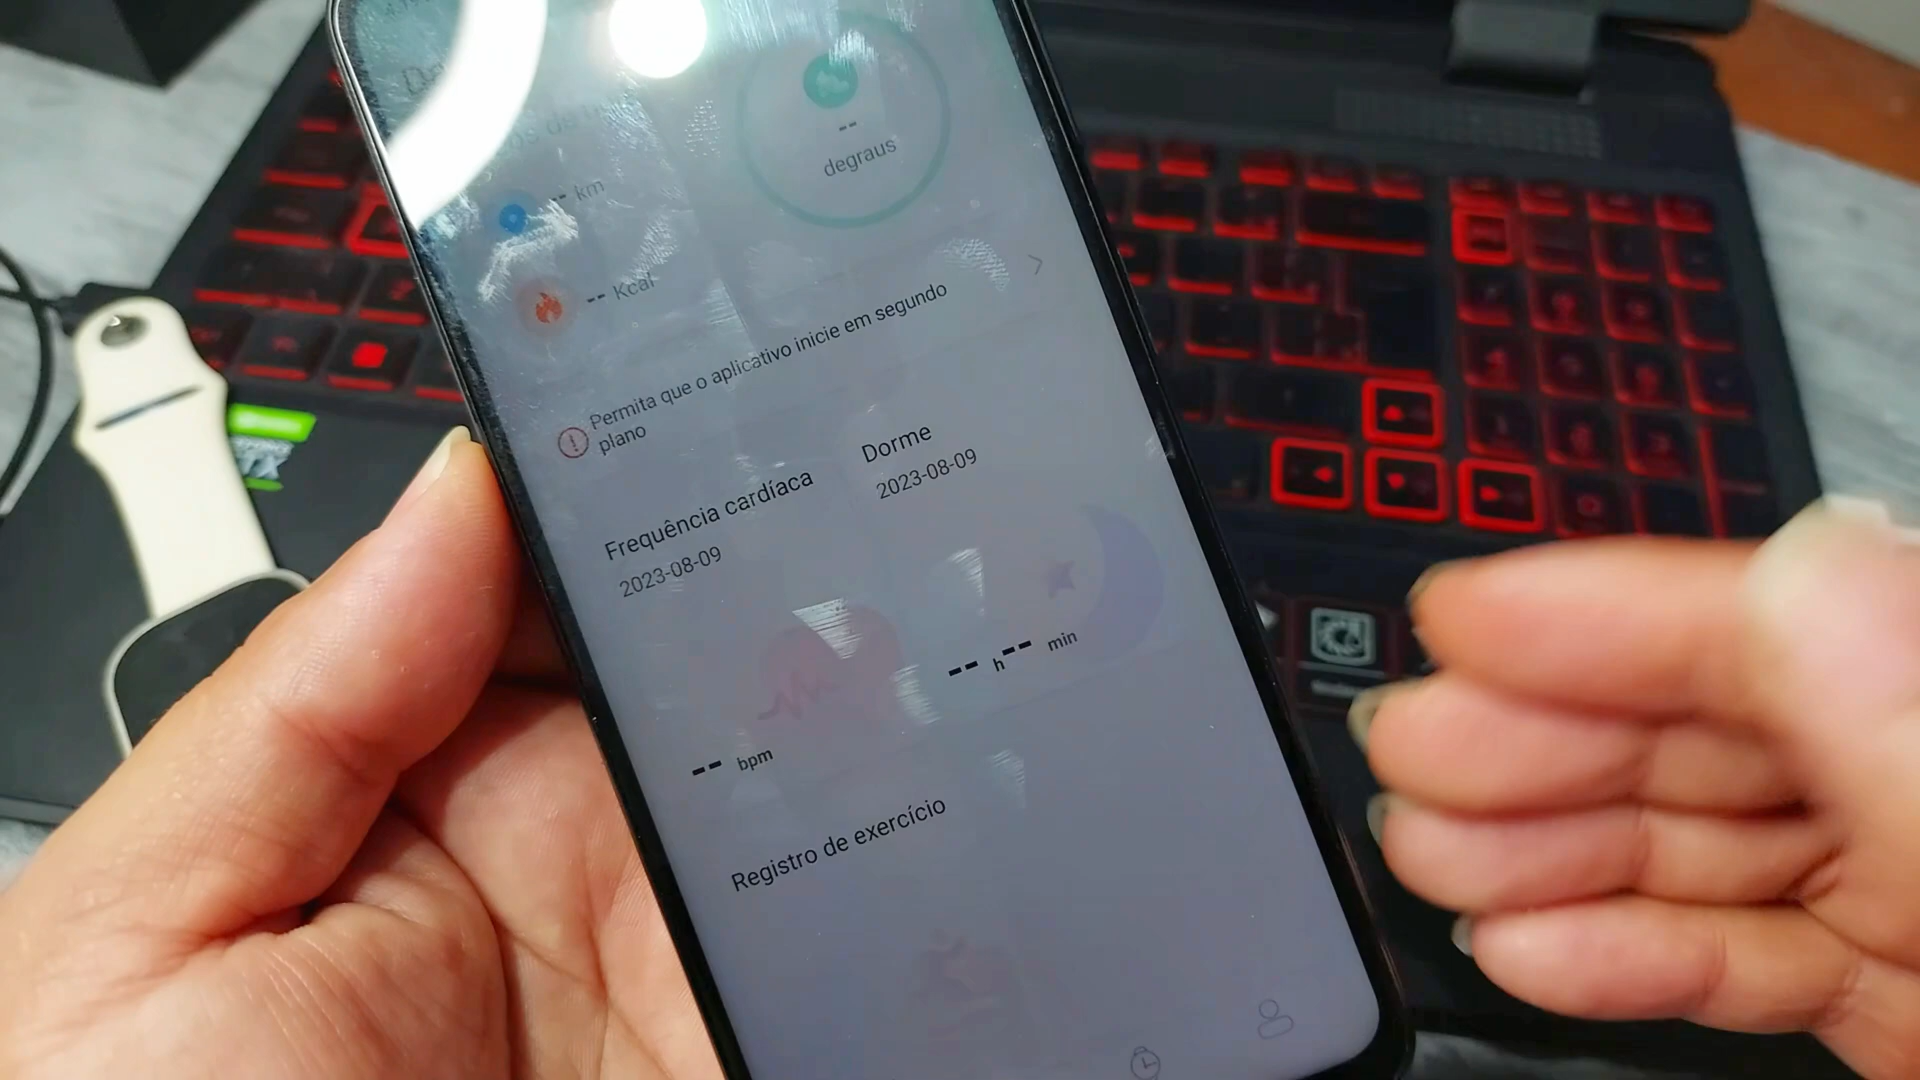 -- km
--
degraus
-- Kcal
Permita que o aplicativo inicie em segundo
plano
Frequência cardíaca
2023-08-09
Dorme
2023-08-09
-- h -- min
-- bpm
Registro de exercício